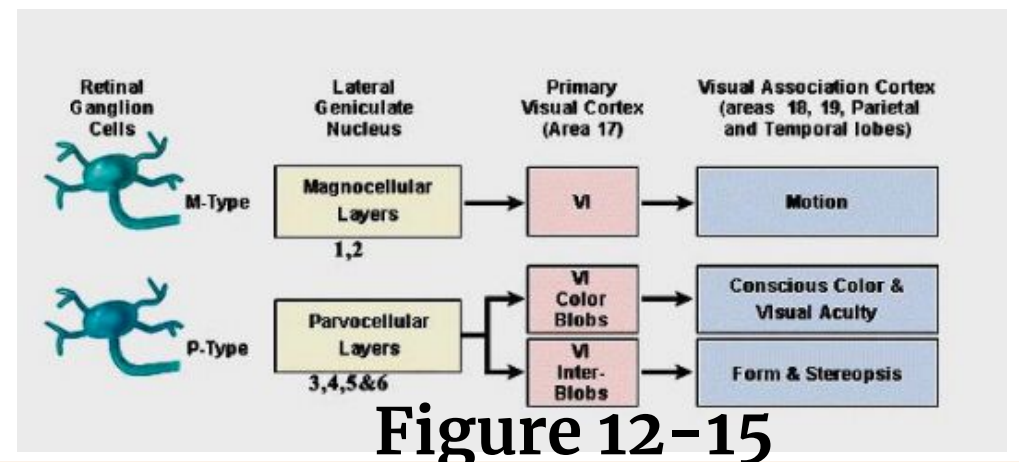 Retinal
Ganglion
Cells
Lateral
Geniculate
Nucleus
Primary
Visual Cortex
(Area 17)
Visual Association Cortex
(areas 18, 19, Parietal
and Temporal lobes)
M-Type
Magnocellular
Layers
1,2
VI
Motion
P-Type
Parvocellular
Layers
3,4,5&6
VI
Color
Blobs
Conscious Color &
Visual Acuity
VI
Inter-
Blobs
Form & Stereopsis
Figure 12-15